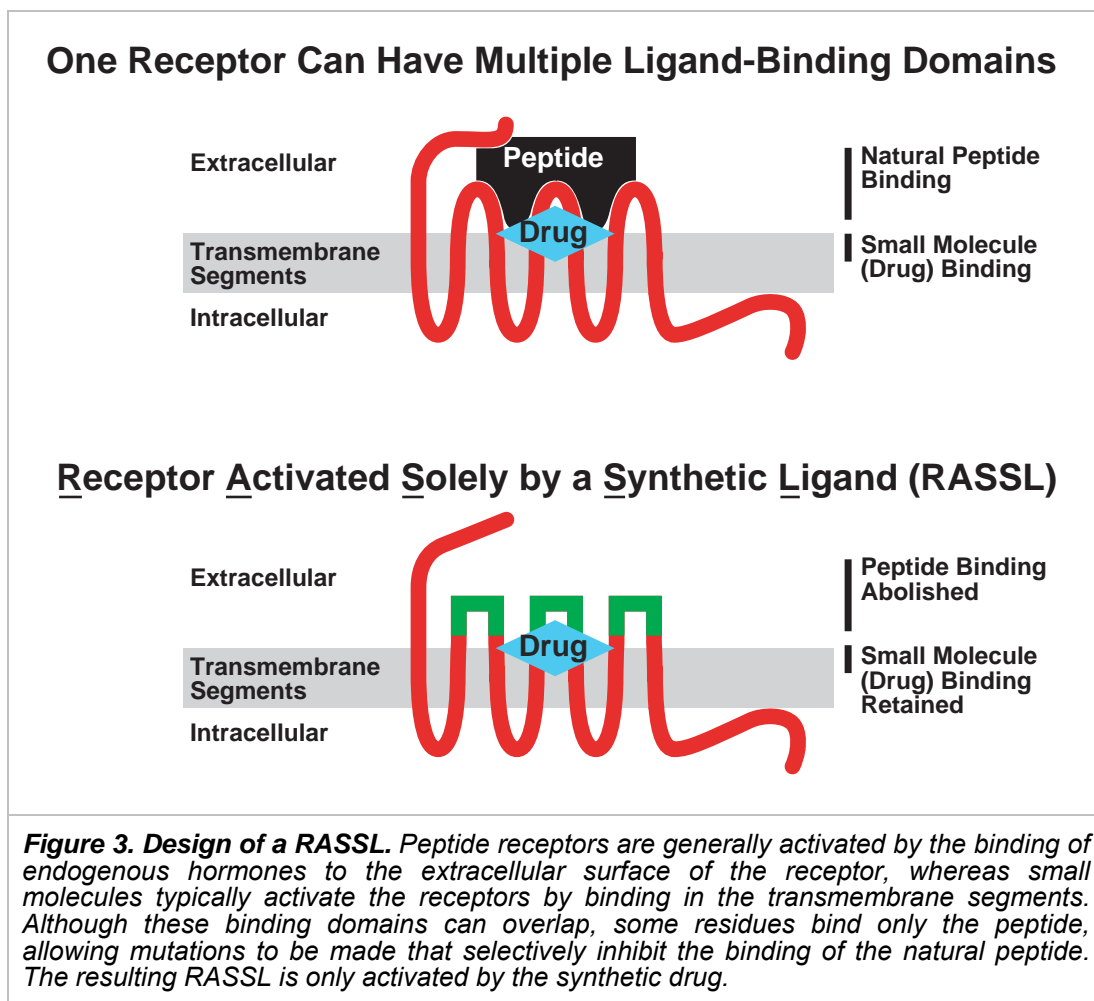 One Receptor Can Have Multiple Ligand-Binding Domains
Extracellular
Peptide
Natural Peptide
Binding
Drug
Transmembrane
Segments
Small Molecule
(Drug) Binding
Intracellular
Receptor Activated Solely by a Synthetic Ligand (RASSL)
Extracellular
Peptide Binding
Abolished
Drug
Transmembrane
Segments
Small Molecule
(Drug) Binding
Retained
Intracellular
Figure 3. Design of a RASSL. Peptide receptors are generally activated by the binding of
endogenous hormones to the extracellular surface of the receptor, whereas small
molecules typically activate the receptors by binding in the transmembrane segments.
Although these binding domains can overlap, some residues bind only the peptide,
allowing mutations to be made that selectively inhibit the binding of the natural peptide.
The resulting RASSL is only activated by the synthetic drug.